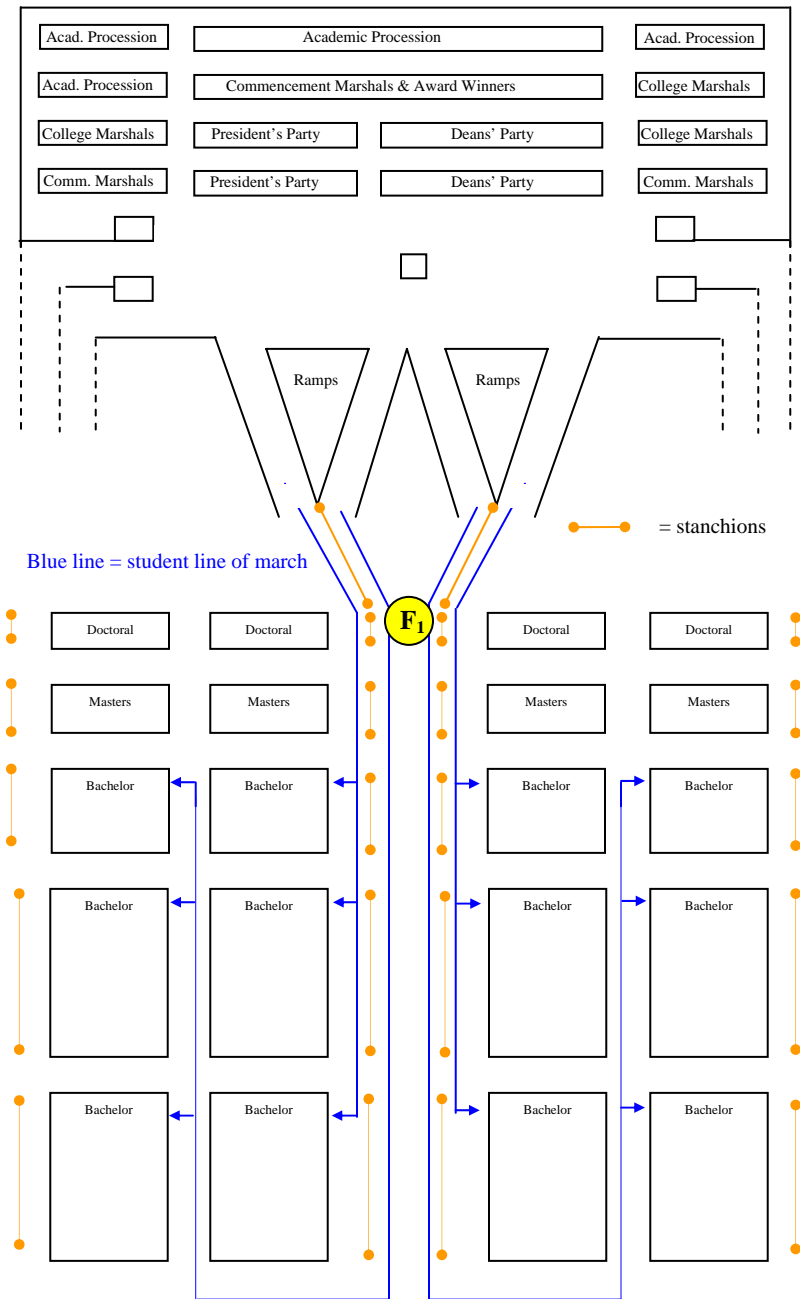 Acad. Procession Academic Procession Acad. Procession
Acad. Procession Commencement Marshals & Award Winners College Marshals
College Marshals President’s Party Deans’ Party College Marshals
Comm. Marshals President’s Party Deans’ Party Comm. Marshals
Ramps Ramps
= stanchions
Blue line = student line of march
F1
Doctoral Doctoral Doctoral Doctoral
Masters Masters Masters Masters
Bachelor Bachelor Bachelor Bachelor
Bachelor Bachelor Bachelor Bachelor
Bachelor Bachelor Bachelor Bachelor